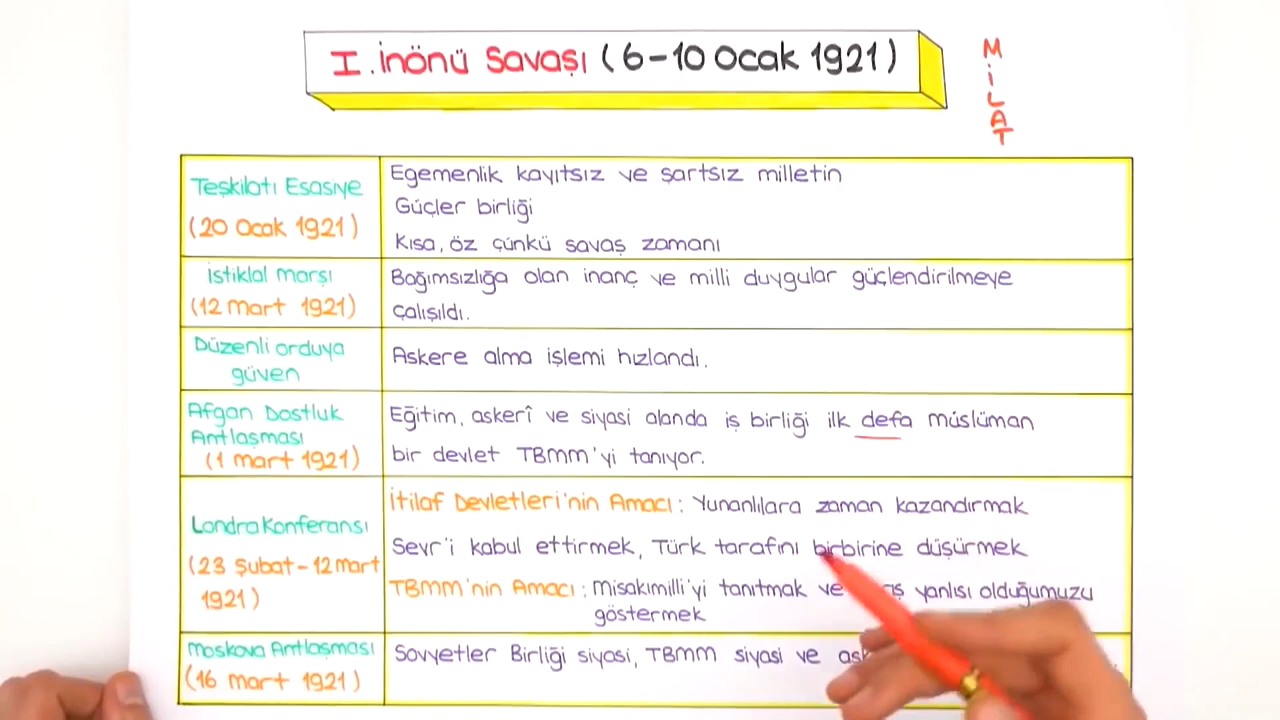 I. İnönü Savaşı (6-10 Ocak 1921)
MİLAT
Teşkilatı Esasiye
(20 Ocak 1921)
Egemenlik kayıtsız ve şartsız milletin
Güçler birliği
Kısa, öz çünkü savaş zamanı
İstiklal marşı
(12 mart 1921)
Bağımsızlığa olan inanç ve milli duygular güçlendirilmeye
çalışıldı.
Düzenli orduya
güven
Askere alma işlemi hızlandı.
Afgan Dostluk
Antlaşması
(1 mart 1921)
Eğitim, askerî ve siyasi alanda iş birliği ilk defa müslüman
bir devlet TBMM'yi tanıyor.
Londra Konferansı
(23 Şubat-12 mart
1921)
İtilaf Devletleri'nin Amacı: Yunanlılara zaman kazandırmak
Sevr'i kabul ettirmek, Türk tarafını birbirine düşürmek
TBMM'nin Amacı: Misakımilli'yi tanıtmak ve yanlısı olduğumuzu
göstermek
Moskova Antlaşması
(16 mart 1921)
Sovyetler Birliği siyasi, TBMM siyasi ve